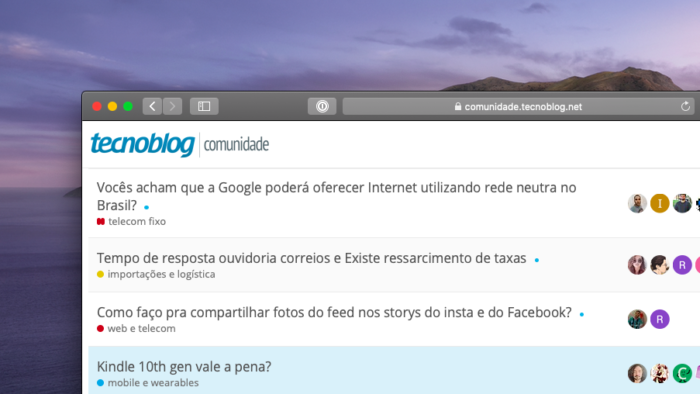 comunidade.tecnoblog.net
tecnoblog comunidade
Vocês acham que a Google poderá oferecer Internet utilizando rede neutra no
Brasil?
telecom fixo
I
Tempo de resposta ouvidoria correios e Existe ressarcimento de taxas
importações e logística
R
Como faço pra compartilhar fotos do feed nos storys do insta e do Facebook?
web e telecom
R
Kindle 10th gen vale a pena?
mobile e wearables
C